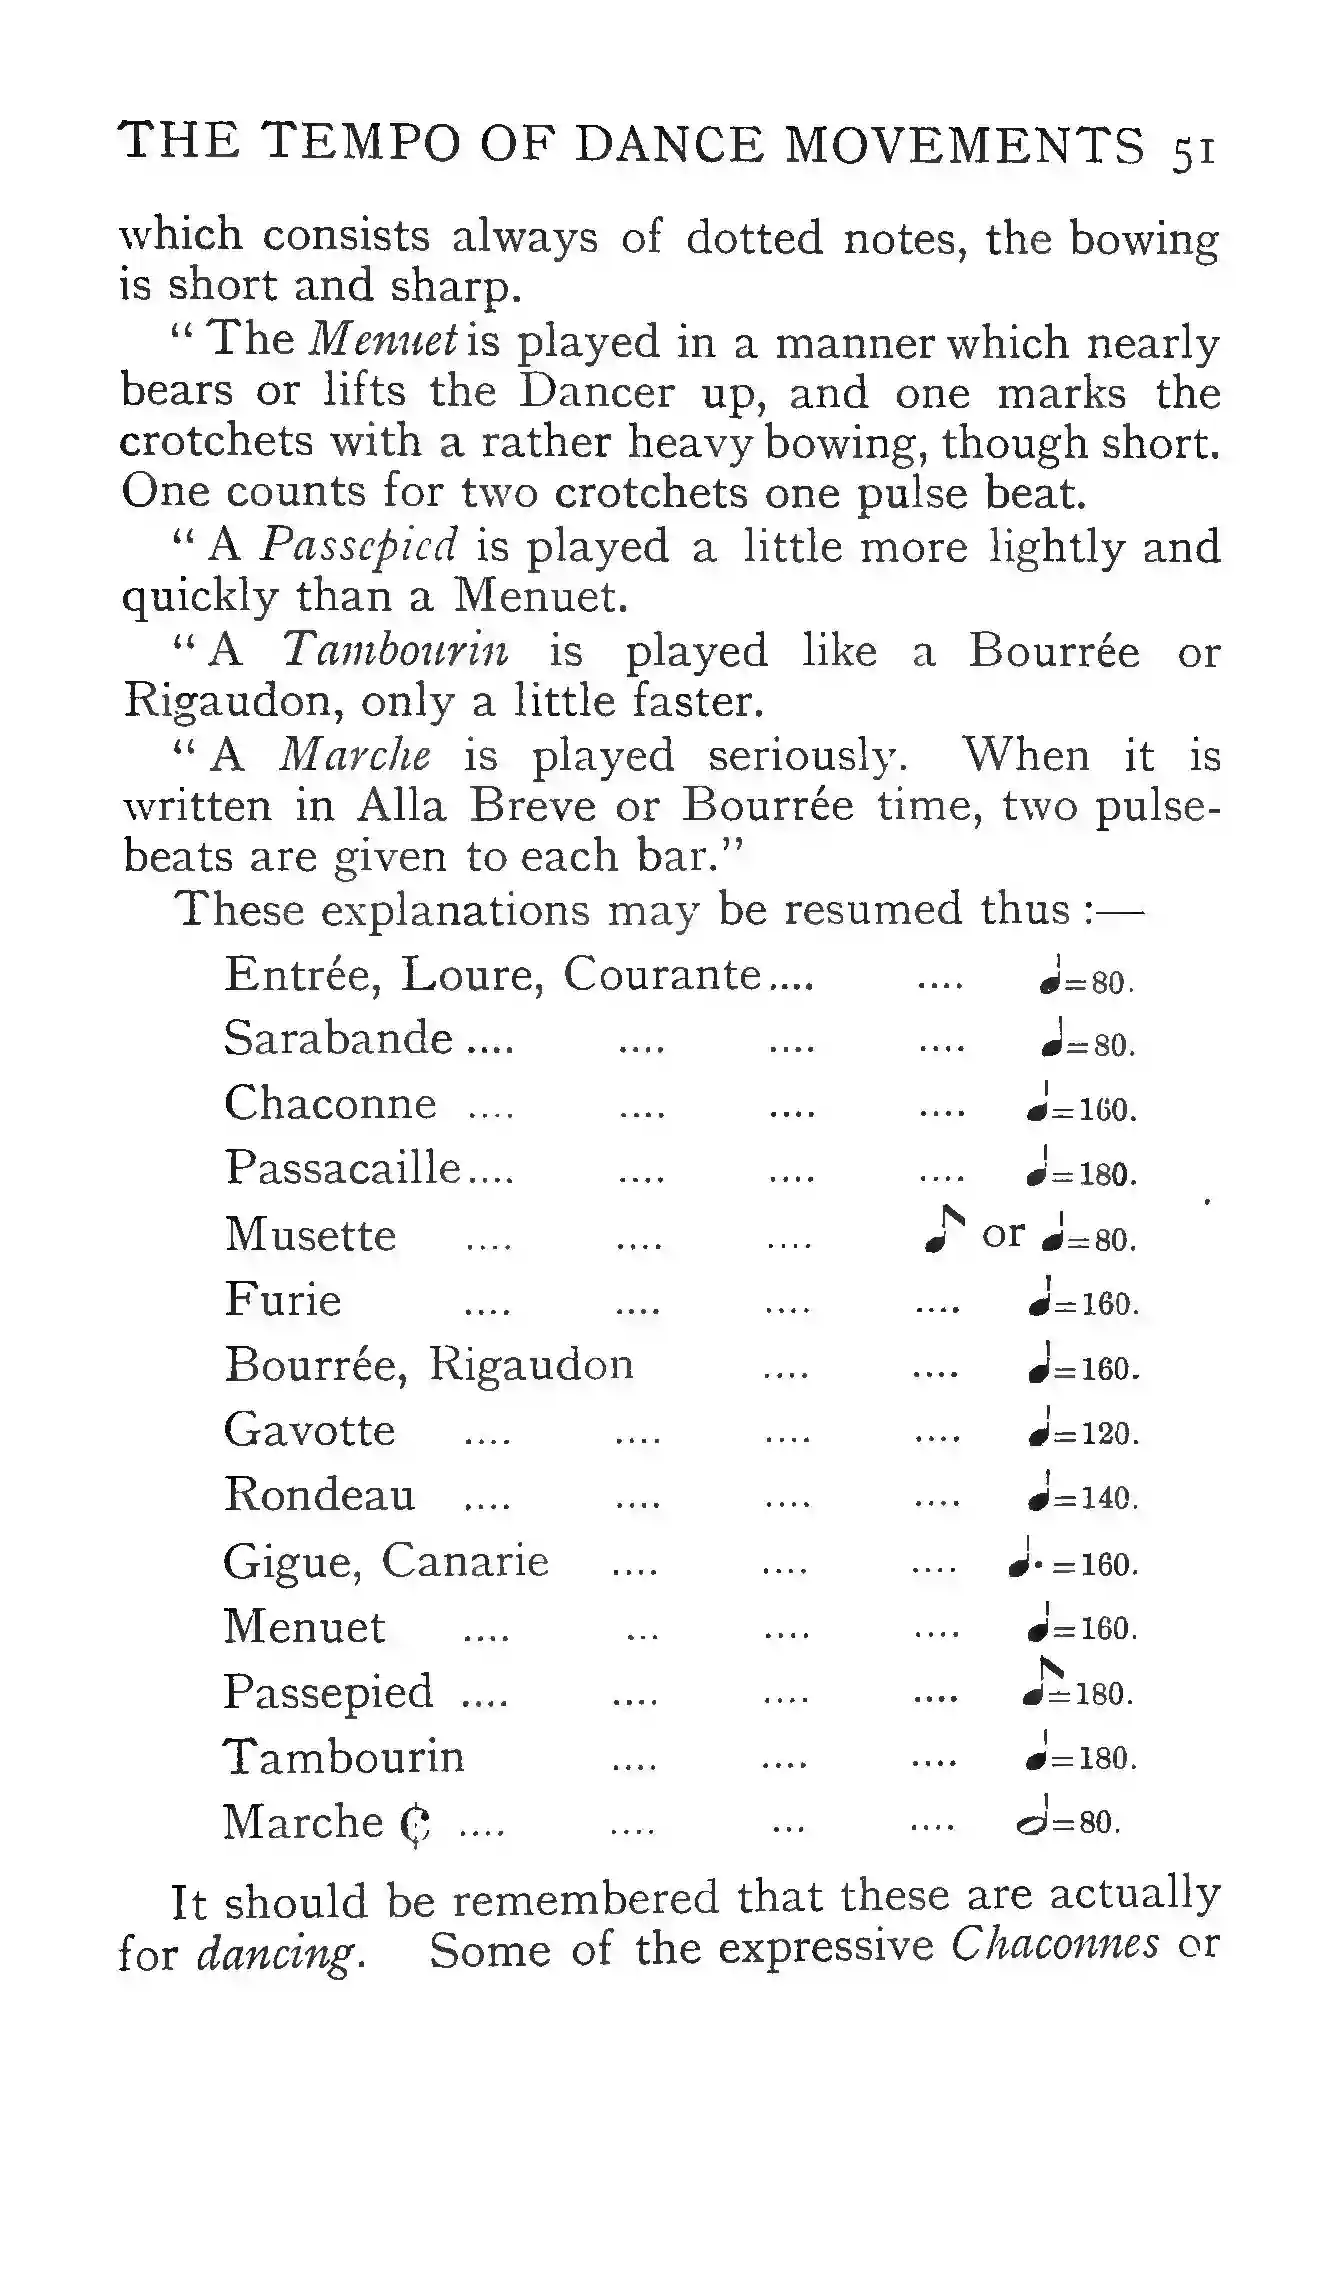 THE TEMPO OF DANCE MOVEMENTS 51
which consists always of dotted notes, the bowing
is short and sharp.
“ The Menuet is played in a manner which nearly
bears or lifts the Dancer up, and one marks the
crotchets with a rather heavy bowing, though short.
One counts for two crotchets one pulse beat.
“ A Passepied is played a little more lightly and
quickly than a Menuet.
“ A Tambourin is played like a Bourrée or
Rigaudon, only a little faster.
“ A Marche is played seriously. When it is
written in Alla Breve or Bourrée time, two pulse-
beats are given to each bar.”
These explanations may be resumed thus :—
Entrée, Loure, Courante.... .... ♩=80.
Sarabande .... .... .... .... ♩=80.
Chaconne .... .... .... .... ♩=160.
Passacaille.... .... .... .... ♩=180.
Musette .... .... .... ♪ or ♩=80.
Furie .... .... .... .... ♩=160.
Bourrée, Rigaudon .... .... ♩=160.
Gavotte .... .... .... .... ♩=120.
Rondeau .... .... .... .... ♩=140.
Gigue, Canarie .... .... .... ♩· =160.
Menuet .... ... .... .... ♩=160.
Passepied .... .... .... .... ♪=180.
Tambourin .... .... .... ♩=180.
Marche 𝄵 .... .... ... .... 𝅗𝅥=80.
It should be remembered that these are actually
for dancing. Some of the expressive Chaconnes or